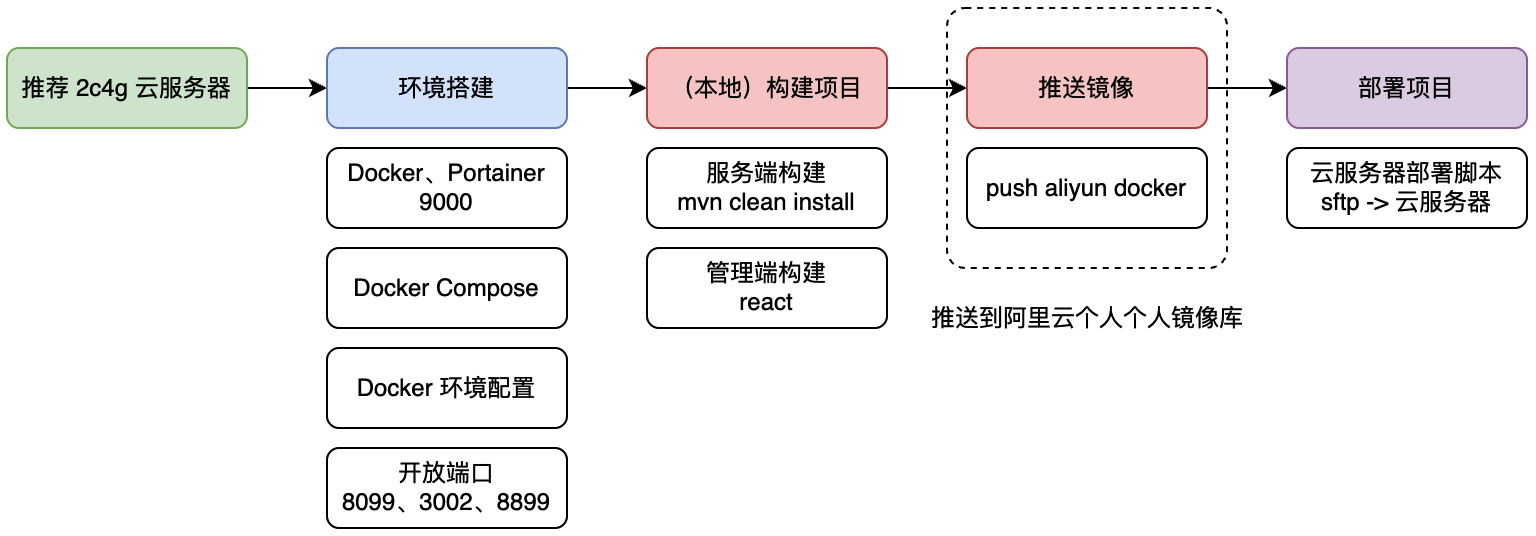 推荐 2c4g 云服务器
环境搭建
（本地）构建项目
推送镜像
部署项目
Docker、Portainer
9000
服务端构建
mvn clean install
push aliyun docker
云服务器部署脚本
sftp -> 云服务器
Docker Compose
管理端构建
react
推送到阿里云个人个人镜像库
Docker 环境配置
开放端口
8099、3002、8899